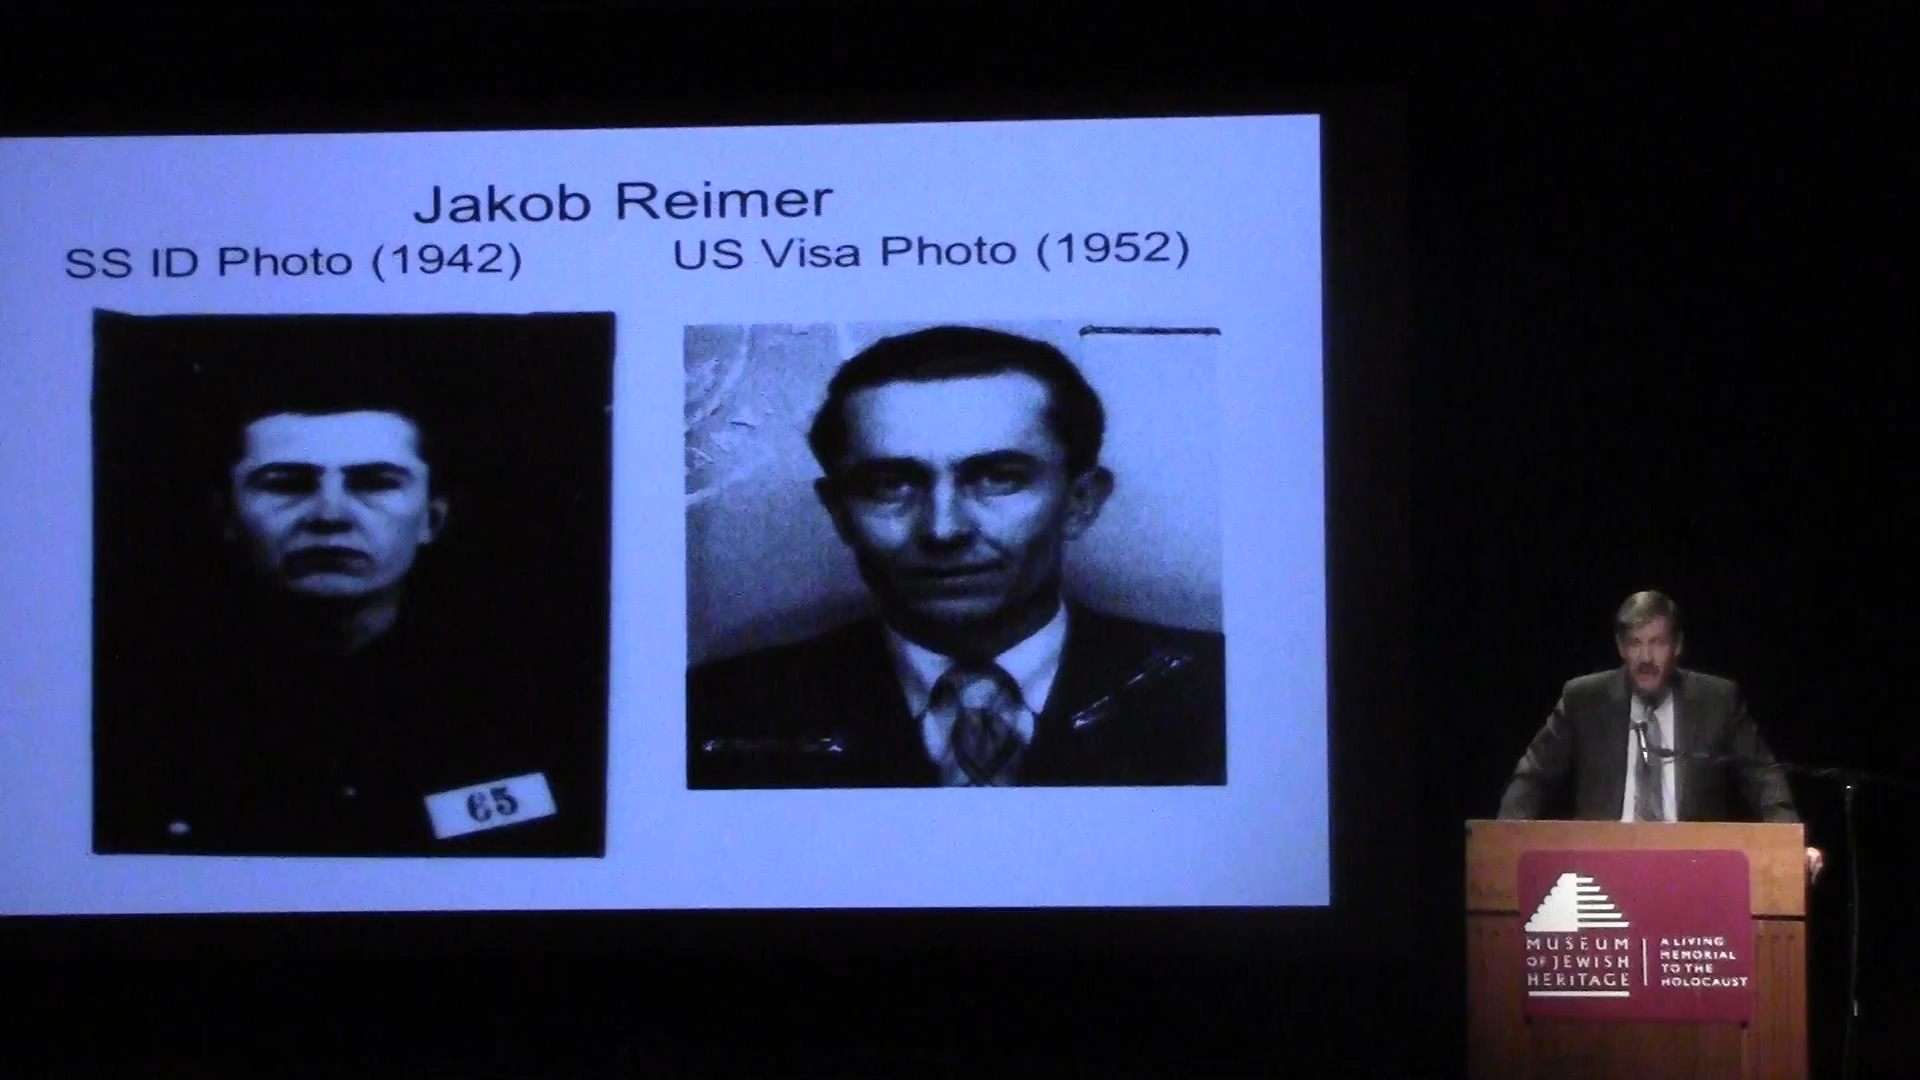 Jakob Reimer
SS ID Photo (1942)
US Visa Photo (1952)
65
MUSEUM
OF JEWISH
HERITAGE
A LIVING
MEMORIAL
TO THE
HOLOCAUST